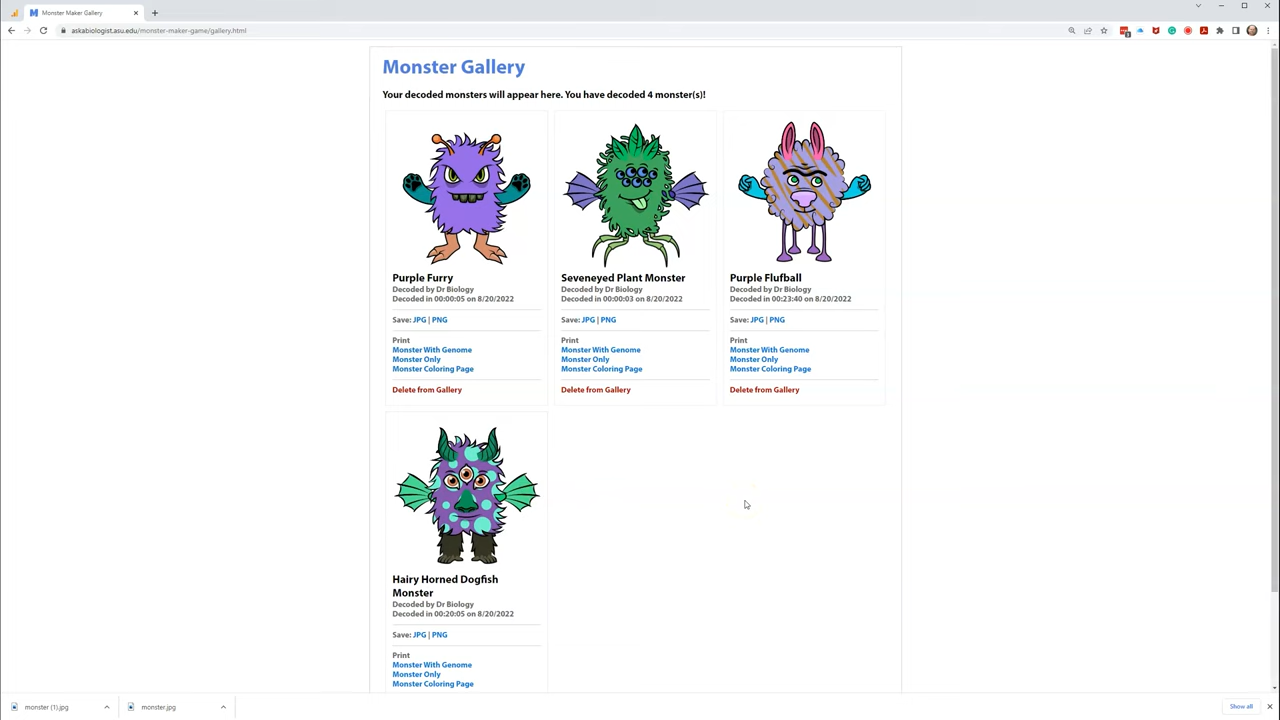 Monster Maker Gallery
askabiologist.asu.edu/monster-maker-game/gallery.html
Monster Gallery
Your decoded monsters will appear here. You have decoded 4 monster(s)!
Purple Furry
Decoded by Dr Biology
Decoded in 00:00:05 on 8/20/2022
Save: JPG | PNG
Print
Monster With Genome
Monster Only
Monster Coloring Page
Delete from Gallery
Seveneyed Plant Monster
Decoded by Dr Biology
Decoded in 00:00:03 on 8/20/2022
Save: JPG | PNG
Print
Monster With Genome
Monster Only
Monster Coloring Page
Delete from Gallery
Purple Flufball
Decoded by Dr Biology
Decoded in 00:23:40 on 8/20/2022
Save: JPG | PNG
Print
Monster With Genome
Monster Only
Monster Coloring Page
Delete from Gallery
Hairy Horned Dogfish
Monster
Decoded by Dr Biology
Decoded in 00:20:05 on 8/20/2022
Save: JPG | PNG
Print
Monster With Genome
Monster Only
Monster Coloring Page
monster (1).jpg
monster.jpg
Show all